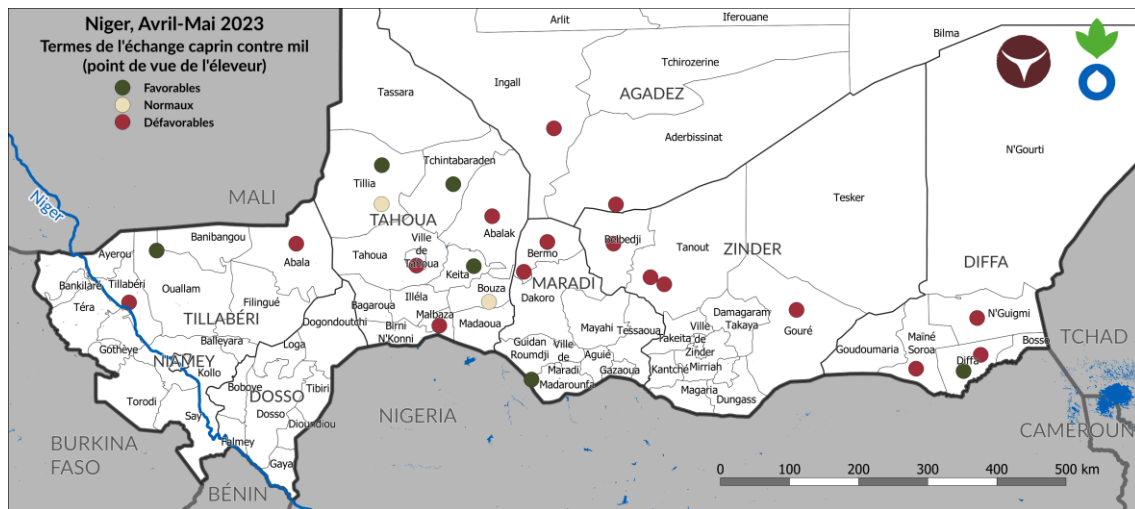 Niger, Avril-Mai 2023
Termes de l'échange caprin contre mil
(point de vue de l'éleveur)
Favorables
Normaux
Défavorables
Arlit
Iferouane
Bilma
Tchirozerine
Ingall
Tassara
AGADEZ
Aderbissinat
N'Gourti
Tchintabaraden
Tillia
Tesker
MALI
Niger
TAHOUA
Abalak
Banibangou
Ayerou
Abala
Tahoua
Ville
de
Tahoua
Bermo
Belbedji
Tanout
ZINDER
DIFFA
Keita
MARADI
Bankilaré
Tillabéri
Ouallam
Bouza
Dakoro
Téra
Filingué
Bagaroua
Illéla
Malbaza
Madaoua
N'Guigmi
TILLABÉRI
Dogondoutchi
Birni
N'Konni
Mayahi
Tessaoua
Damagaram
Takaya
Gouré
Goudoumaria
Mainé
Soroa
Bosso
TCHAD
Gothèye
NIAMEY
Balleyara
Loga
Guidan
Roumdji
Ville
de
Maradi
Aguié
Gazaoua
Takeita
Ville
de
Zinder
Mirriah
Kantché
Diffa
Kollo
Boboye
Tibiri
Madarounfa
Magaria
Dungass
Torodi
DOSSO
Say
Dosso
Dioundiou
NIGERIA
CAMEROUN
BURKINA
FASO
Falmey
Gaya
BÉNIN
0 100 200 300 400 500 km